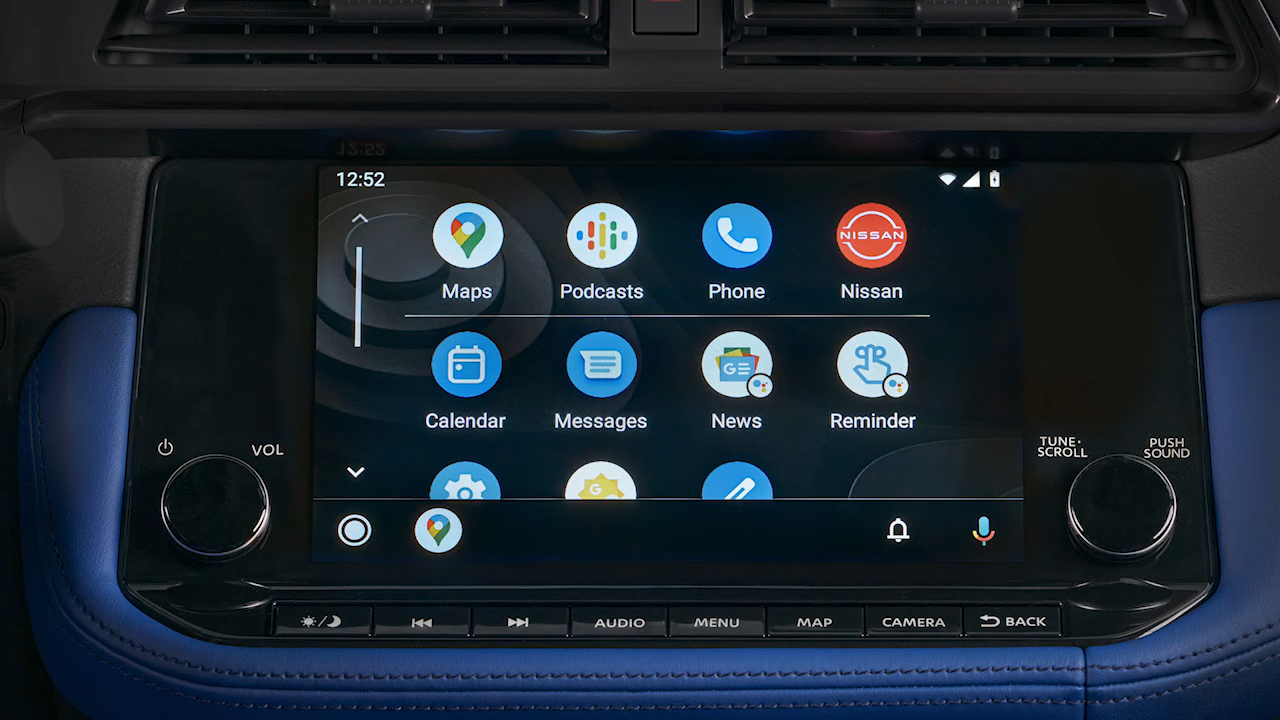 12:52
Maps
Podcasts
NISSAN
Phone
Nissan
Calendar
Messages
GE
News
Reminder
G
VOL
TUNE•
SCROLL
PUSH
SOUND
AUDIO
MENU
MAP
CAMERA
BACK